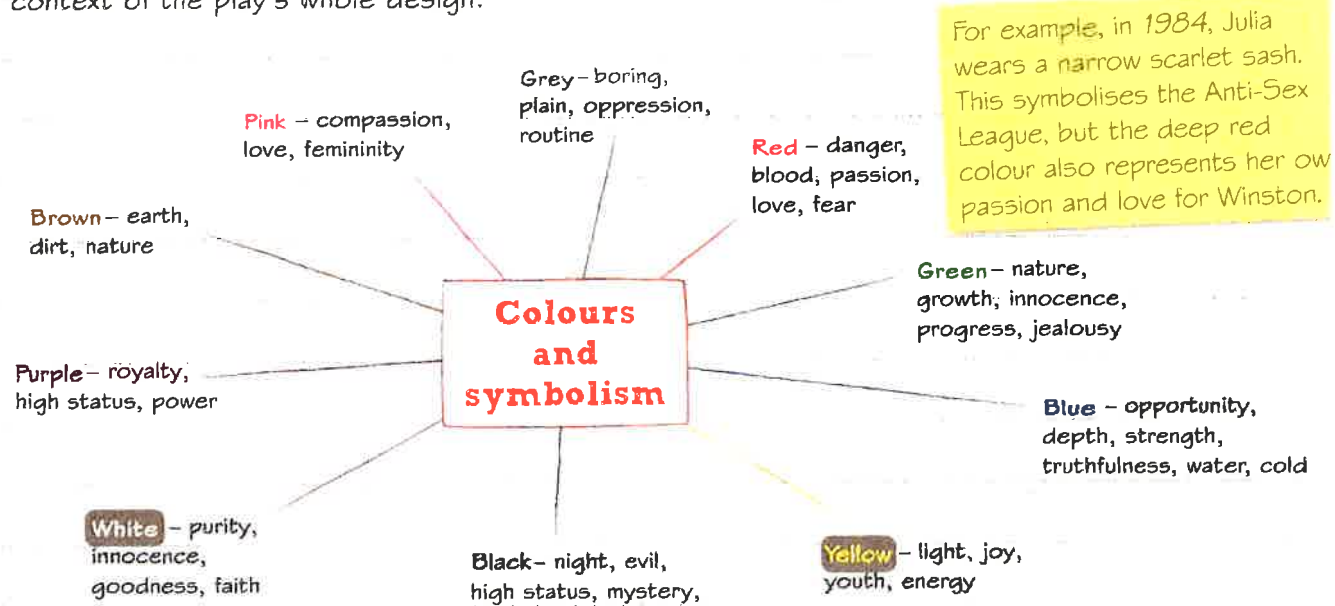 context of the play's whole design.
For example, in 1984, Julia
wears a narrow scarlet sash.
This symbolises the Anti-Sex
League, but the deep red
colour also represents her ow
passion and love for Winston.
Grey – boring,
plain, oppression,
routine
Pink – compassion,
love, femininity
Red – danger,
blood, passion,
love, fear
Brown – earth,
dirt, nature
Green – nature,
growth, innocence,
progress, jealousy
Colours
and
symbolism
Purple – royalty,
high status, power
Blue – opportunity,
depth, strength,
truthfulness, water, cold
White – purity,
innocence,
goodness, faith
Black – night, evil,
high status, mystery,
Yellow – light, joy,
youth, energy